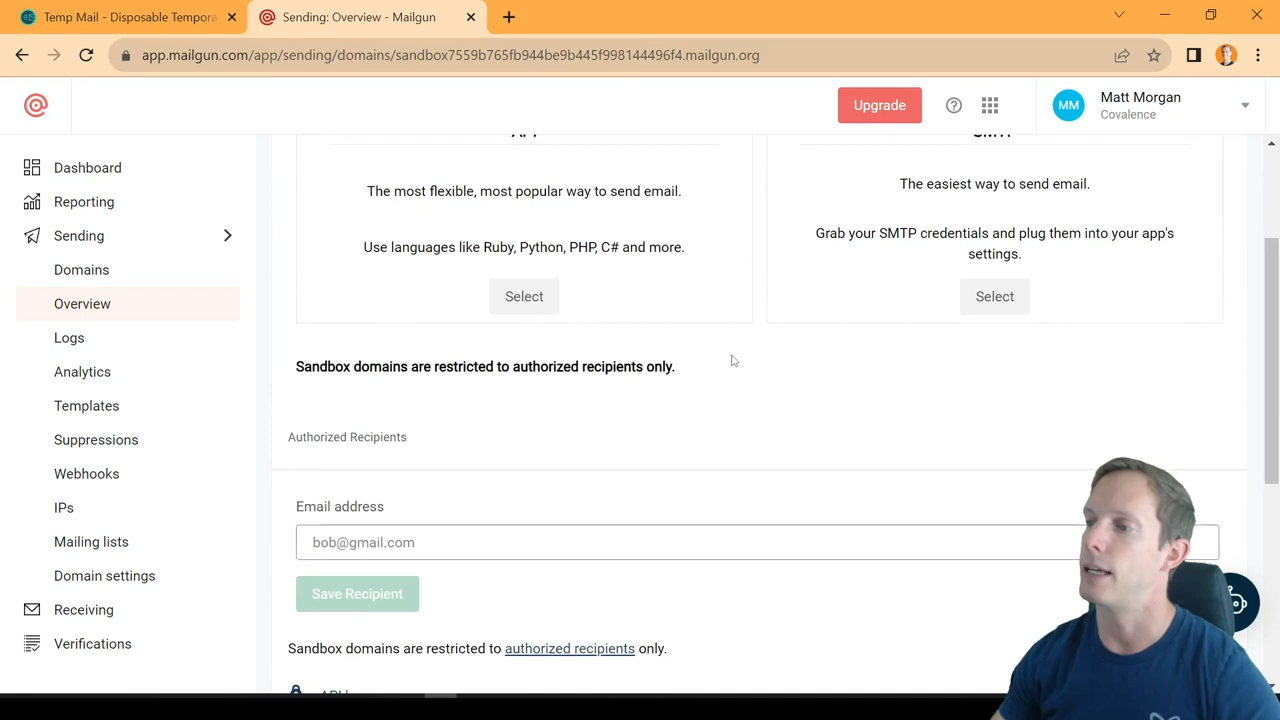 Temp Mail - Disposable Tempora
Sending: Overview - Mailgun
app.mailgun.com/app/sending/domains/sandbox7559b765fb944be9b445f998144496f4.mailgun.org
Upgrade
MM
Matt Morgan
Covalence
Dashboard
Reporting
Sending
Domains
Overview
Logs
Analytics
Templates
Suppressions
Webhooks
IPs
Mailing lists
Domain settings
Receiving
Verifications
API
The most flexible, most popular way to send email.
Use languages like Ruby, Python, PHP, C# and more.
Select
SMTP
The easiest way to send email.
Grab your SMTP credentials and plug them into your app's
settings.
Select
Sandbox domains are restricted to authorized recipients only.
Authorized Recipients
Email address
bob@gmail.com
Save Recipient
Sandbox domains are restricted to authorized recipients only.